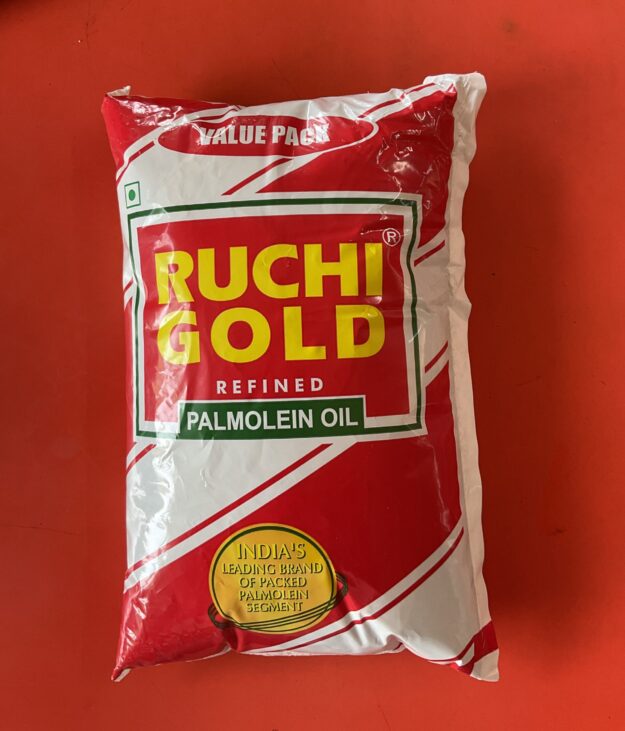 VALUE PACK
RUCHI®
GOLD
REFINED
PALMOLEIN OIL
INDIA'S
LEADING BRAND
OF PACKED
PALMOLEIN
SEGMENT